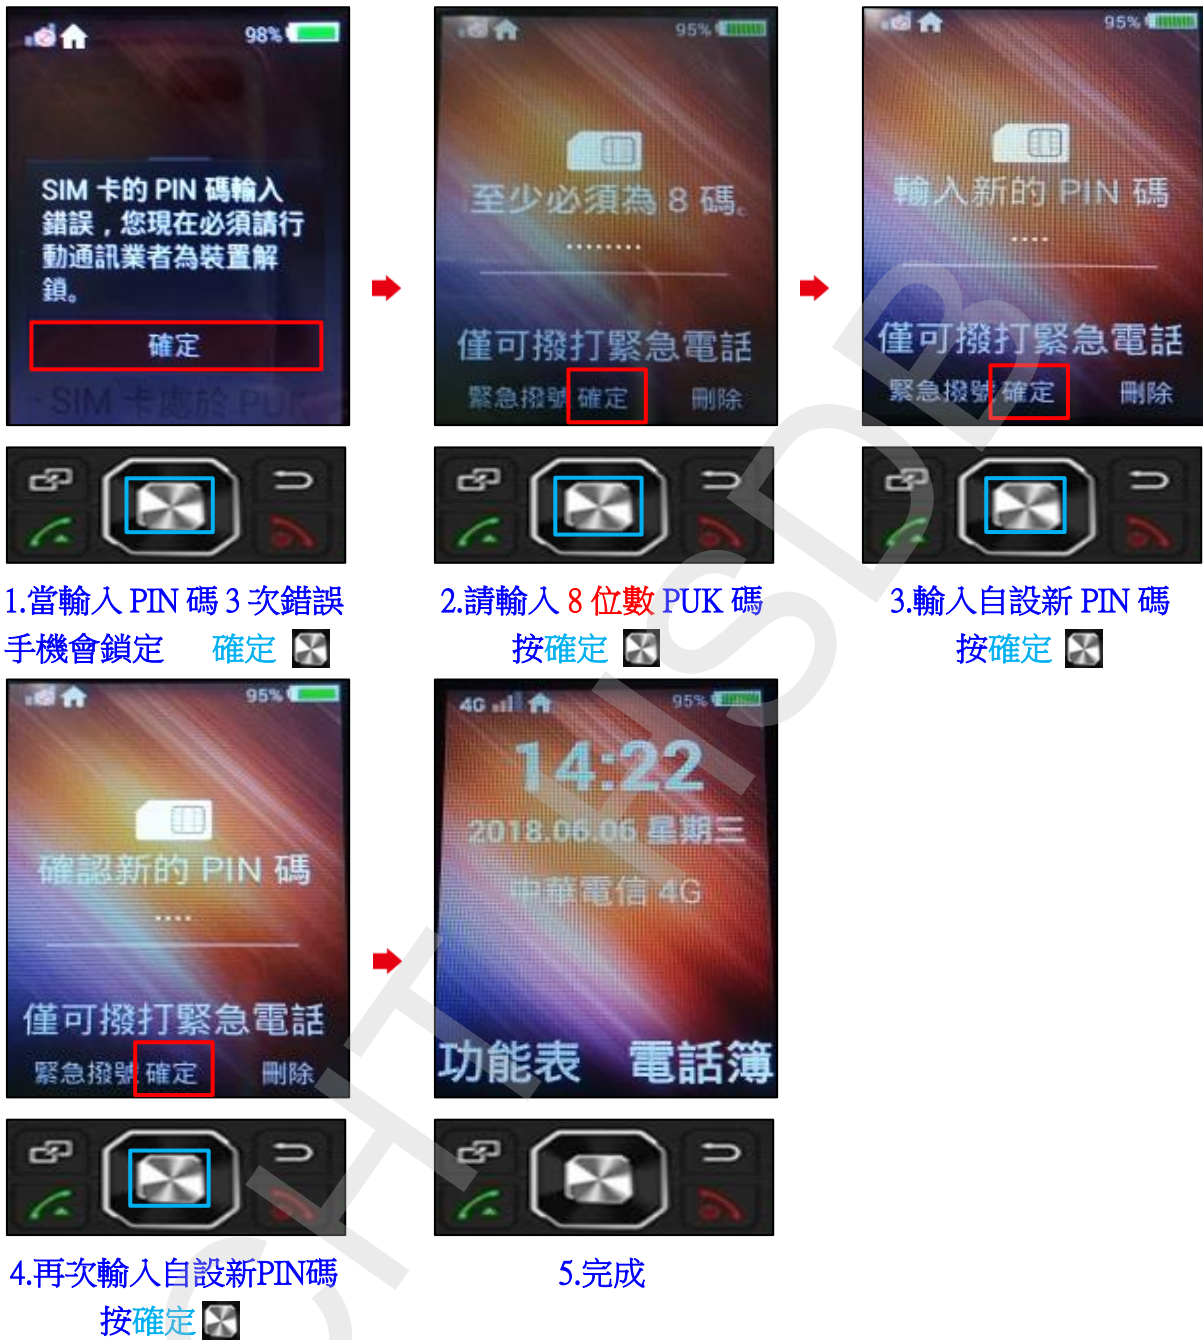 98%
SIM 卡的 PIN 碼輸入
錯誤，您現在必須請行
動通訊業者為裝置解
鎖。
確定
95%
至少必須為 8 碼。
僅可撥打緊急電話
緊急撥號 確定 刪除
95%
輸入新的 PIN 碼
僅可撥打緊急電話
緊急撥號 確定 刪除
1.當輸入 PIN 碼 3 次錯誤
手機會鎖定 確定
2.請輸入 8 位數 PUK 碼
按確定
3.輸入自設新 PIN 碼
按確定
95%
確認新的 PIN 碼
僅可撥打緊急電話
緊急撥號 確定 刪除
4G 95%
14:22
2018.06.06 星期三
中華電信 4G
功能表 電話簿
4.再次輸入自設新PIN碼
按確定
5.完成
CHT HSDB